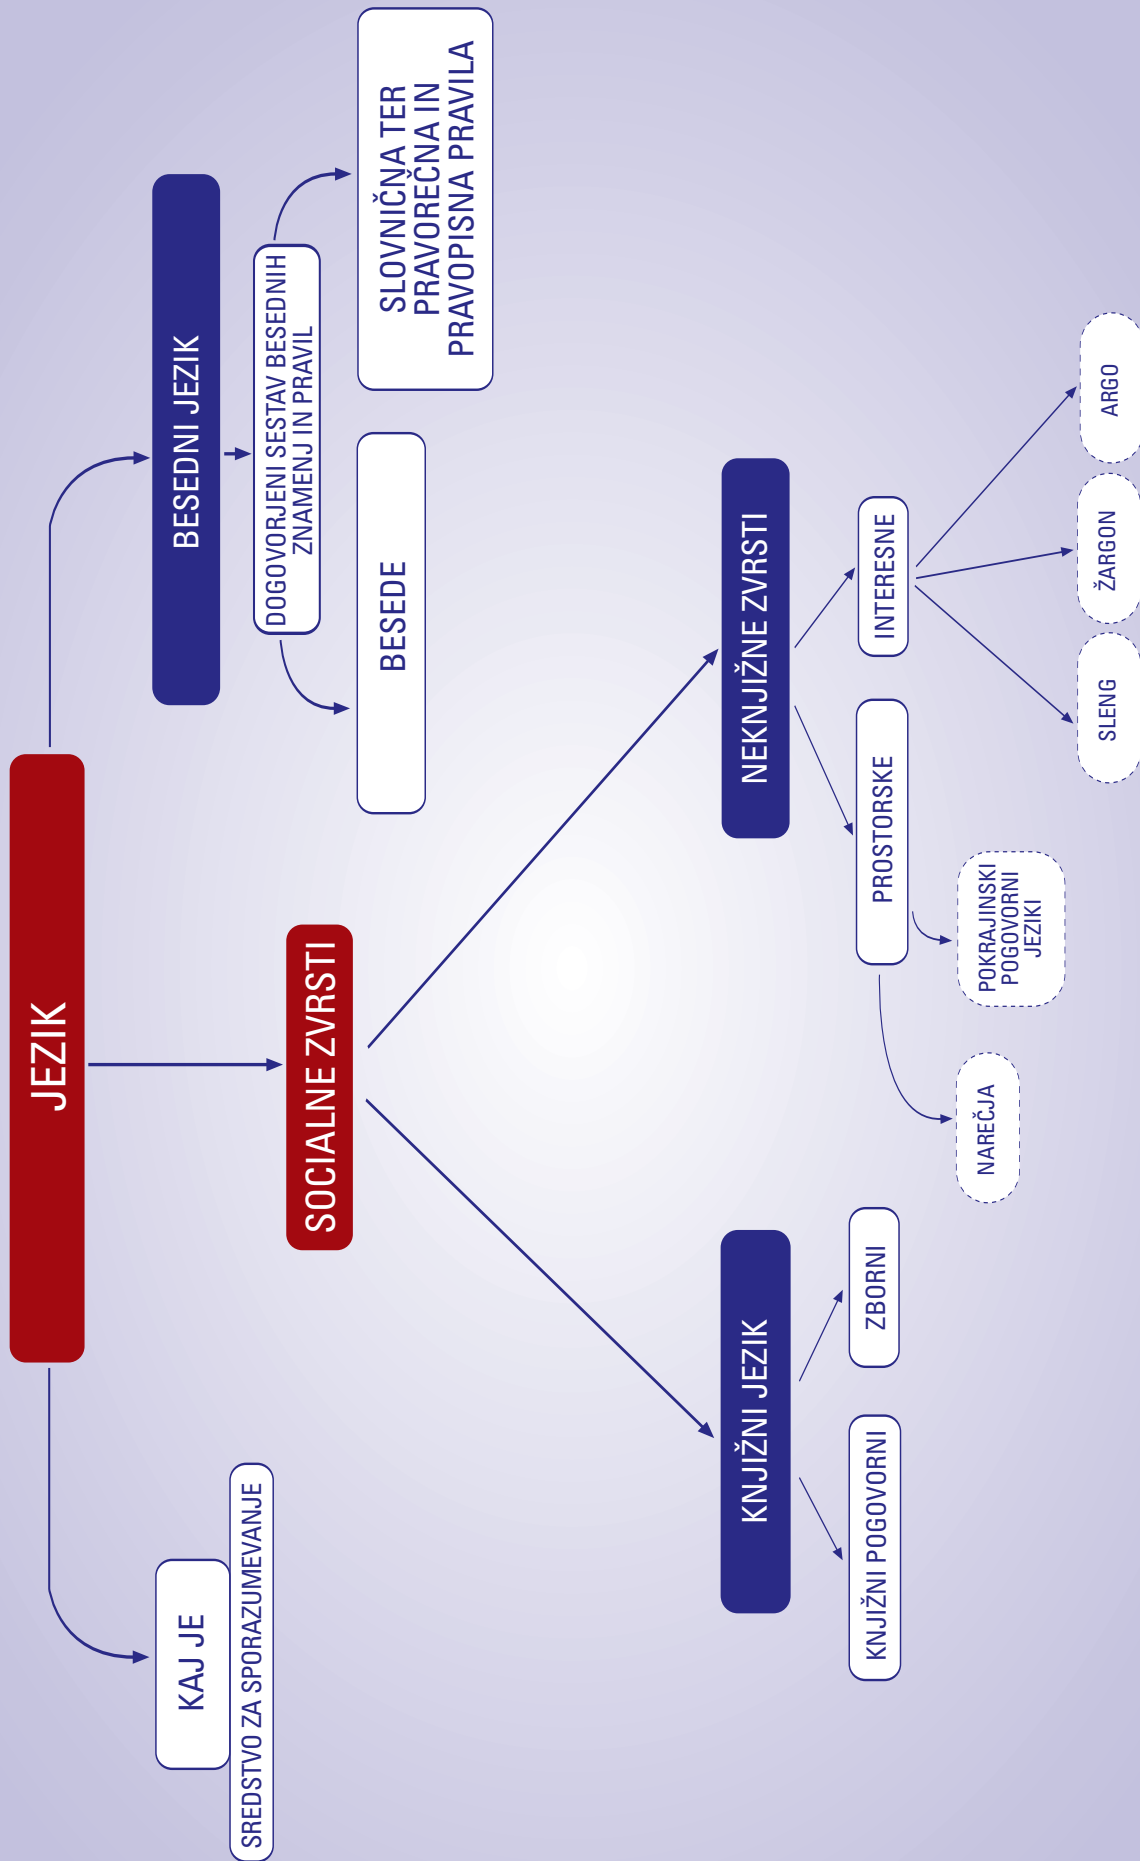 JEZIK
KAJ JE
SREDSTVO ZA SPORAZUMEVANJE
BESEDNI JEZIK
DOGOVORJENI SESTAV BESEDNIH
ZNAMENJ IN PRAVIL
BESEDE
SLOVNIČNA TER
PRAVOREČNA IN
PRAVOPISNA PRAVILA
SOCIALNE ZVRSTI
KNJIŽNI JEZIK
KNJIŽNI POGOVORNI
ZBORNI
NEKNJIŽNE ZVRSTI
PROSTORSKE
INTERESNE
NAREČJA
POKRAJINSKI
POGOVORNI
JEZIKI
SLENG
ŽARGON
ARGO